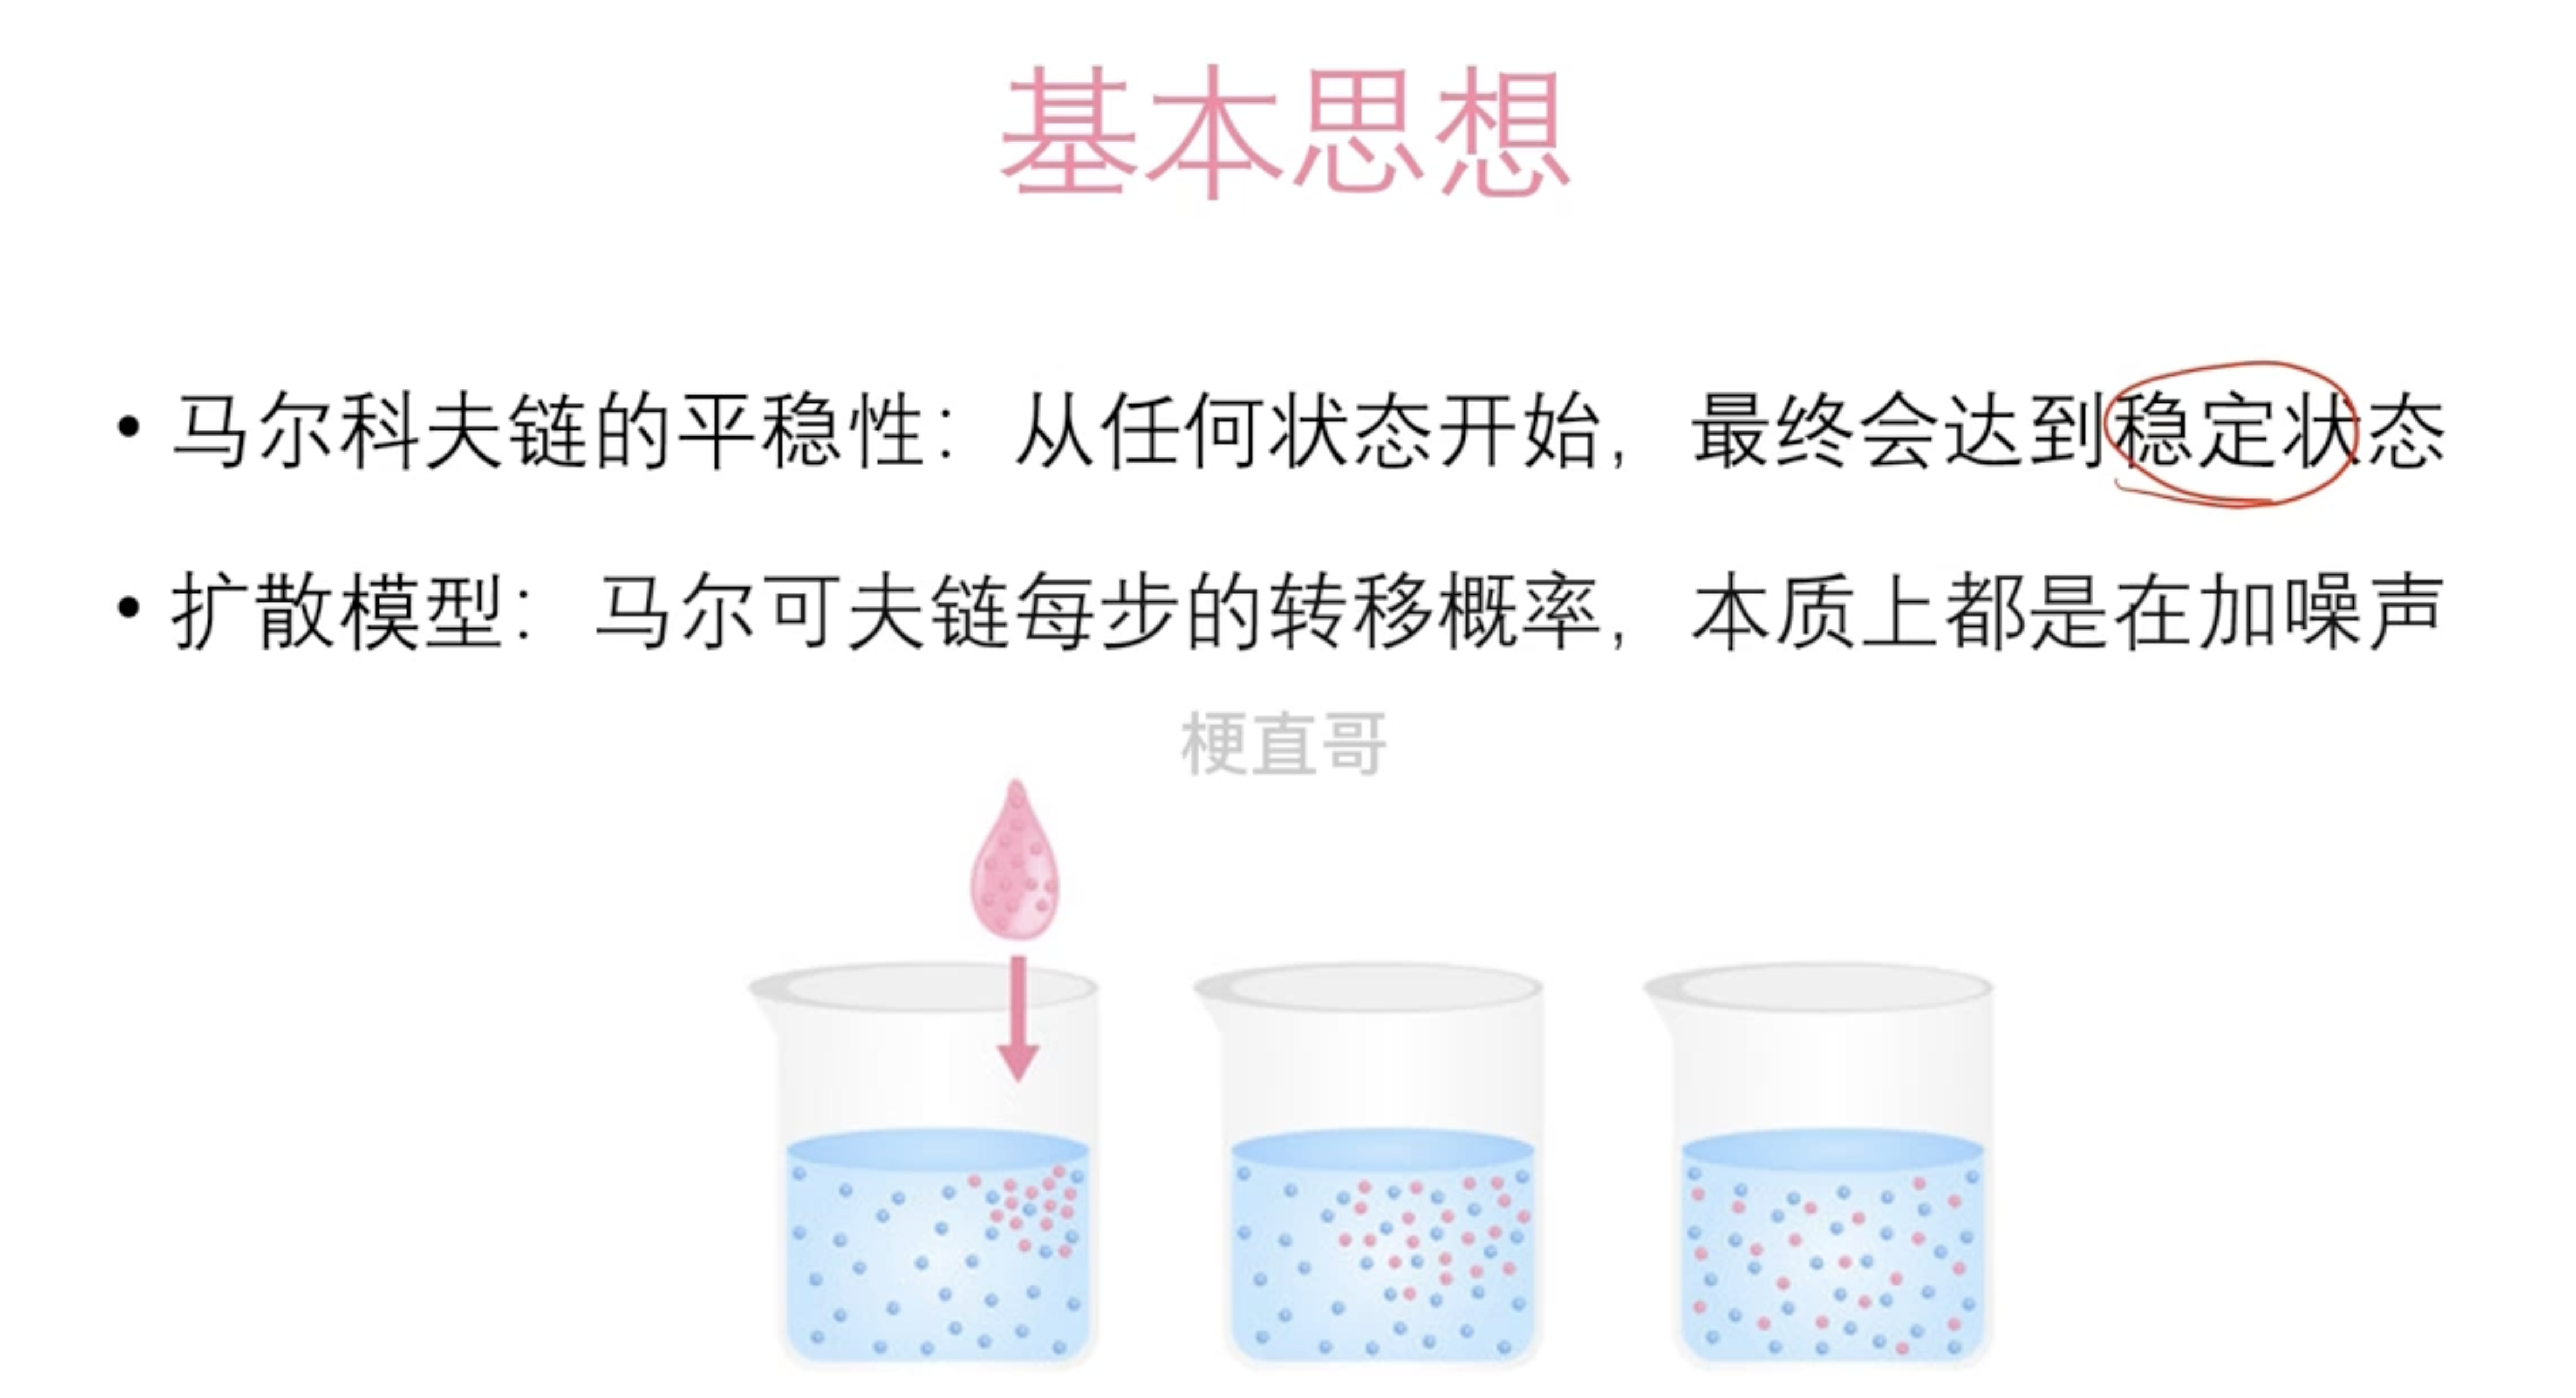 基本思想
• 马尔科夫链的平稳性：从任何状态开始，最终会达到稳定状态
• 扩散模型：马尔可夫链每步的转移概率，本质上都是在加噪声
梗直哥